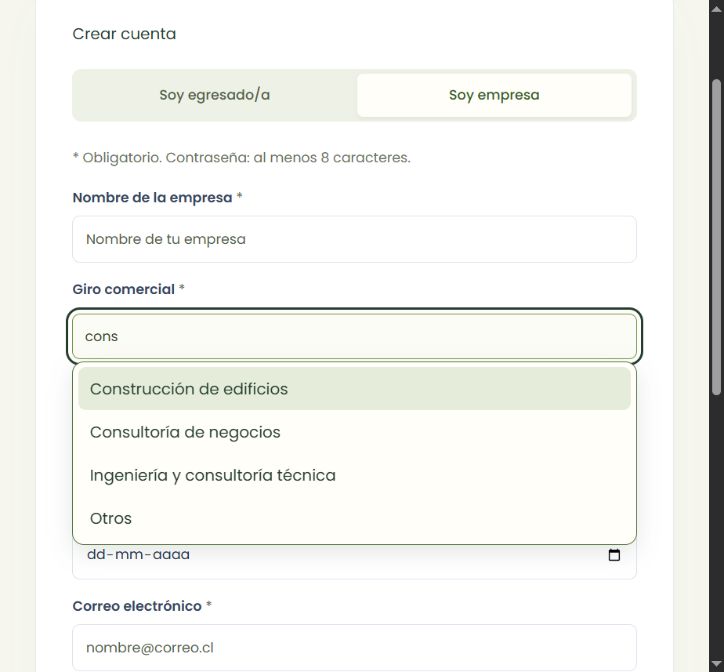 Crear cuenta
Soy egresado/a
Soy empresa
* Obligatorio. Contraseña: al menos 8 caracteres.
Nombre de la empresa *
Nombre de tu empresa
Giro comercial *
cons
Construcción de edificios
Consultoría de negocios
Ingeniería y consultoría técnica
Otros
dd-mm-aaaa
Correo electrónico *
nombre@correo.cl